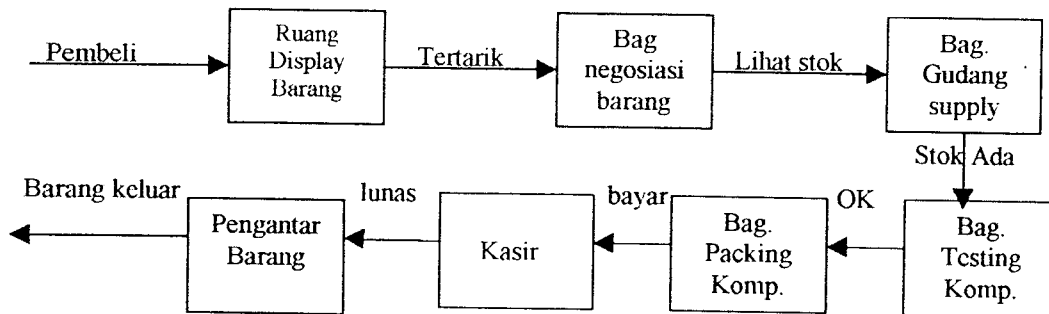 Pembeli
Ruang
Display
Barang
Tertarik
Bag
negosiasi
barang
Lihat stok
Bag.
Gudang
supply
Stok Ada
Bag.
Testing
Komp.
OK
Bag.
Packing
Komp.
bayar
Kasir
lunas
Pengantar
Barang
Barang keluar